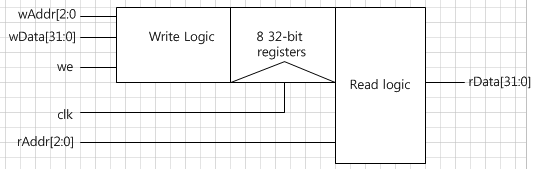 wAddr[2:0
wData[31:0]
we
clk
rAddr[2:0]
Write Logic
8 32-bit
registers
Read logic
rData[31:0]